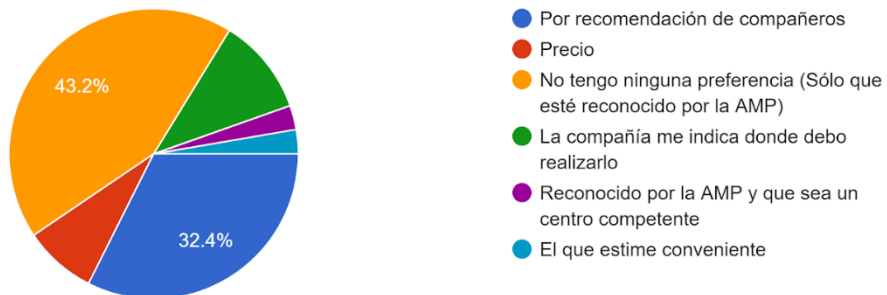 43.2%
32.4%
Por recomendación de compañeros
Precio
No tengo ninguna preferencia (Sólo que
esté reconocido por la AMP)
La compañía me indica donde debo
realizarlo
Reconocido por la AMP y que sea un
centro competente
El que estime conveniente